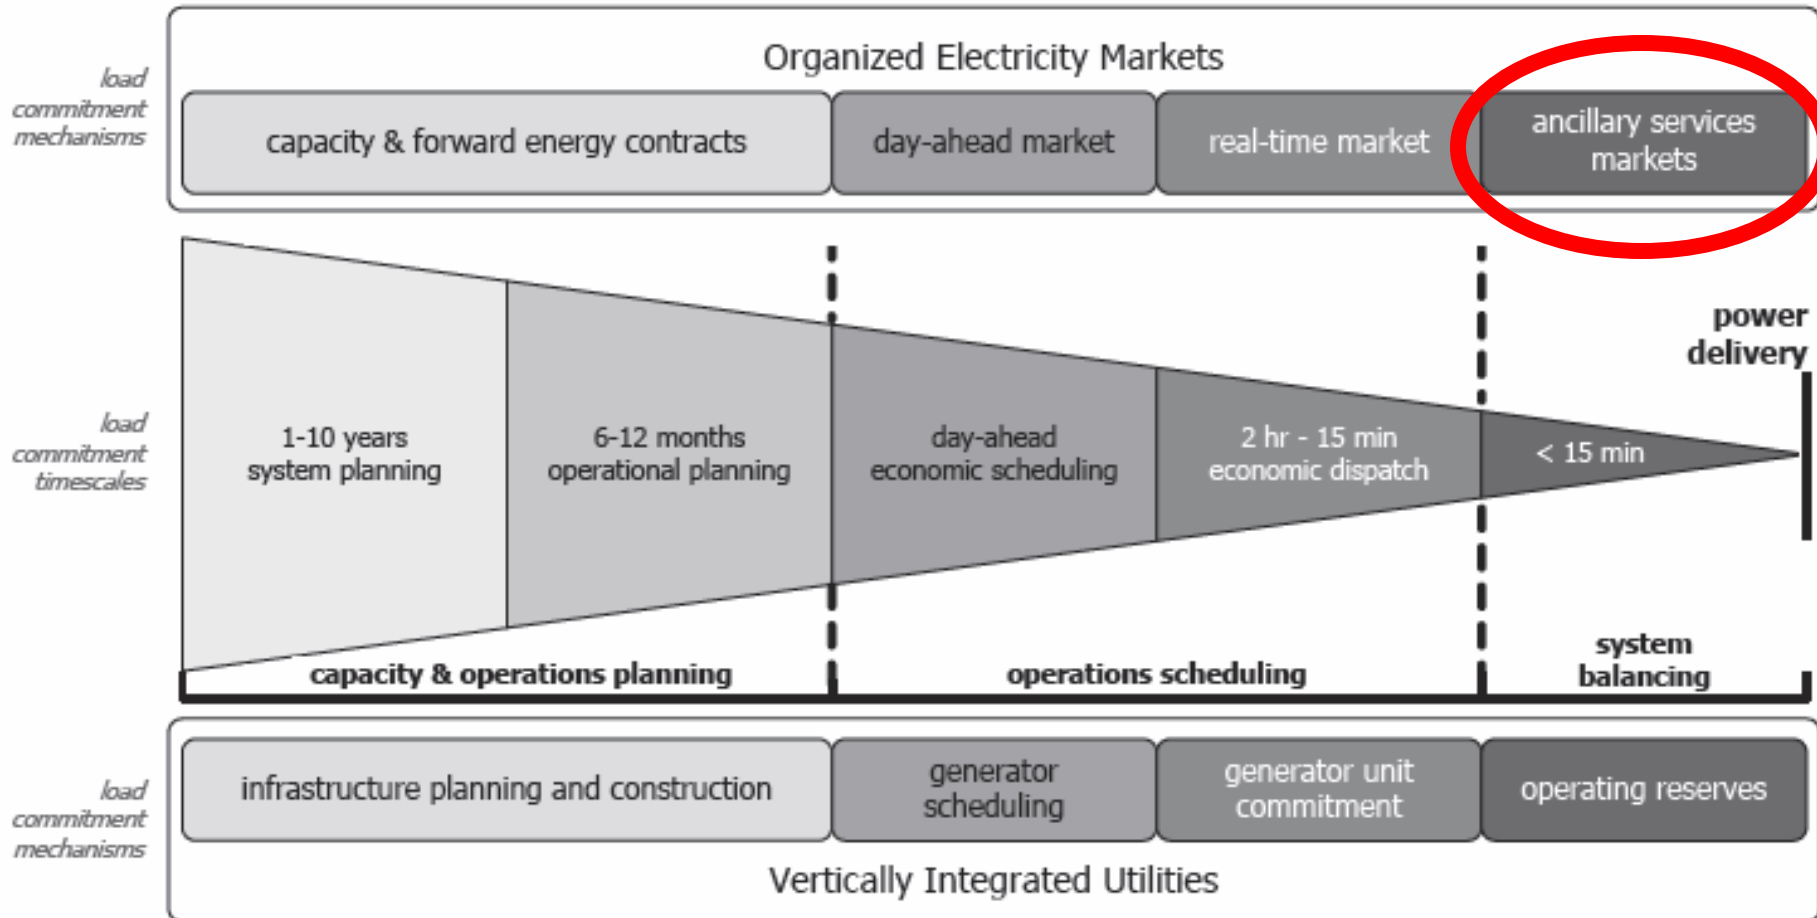 Organized Electricity Markets
load
commitment
mechanisms
capacity & forward energy contracts
day-ahead market
real-time market
ancillary services
markets
power
delivery
load
commitment
timescales
1-10 years
system planning
6-12 months
operational planning
day-ahead
economic scheduling
2 hr - 15 min
economic dispatch
< 15 min
capacity & operations planning
operations scheduling
system
balancing
load
commitment
mechanisms
infrastructure planning and construction
generator
scheduling
generator unit
commitment
operating reserves
Vertically Integrated Utilities